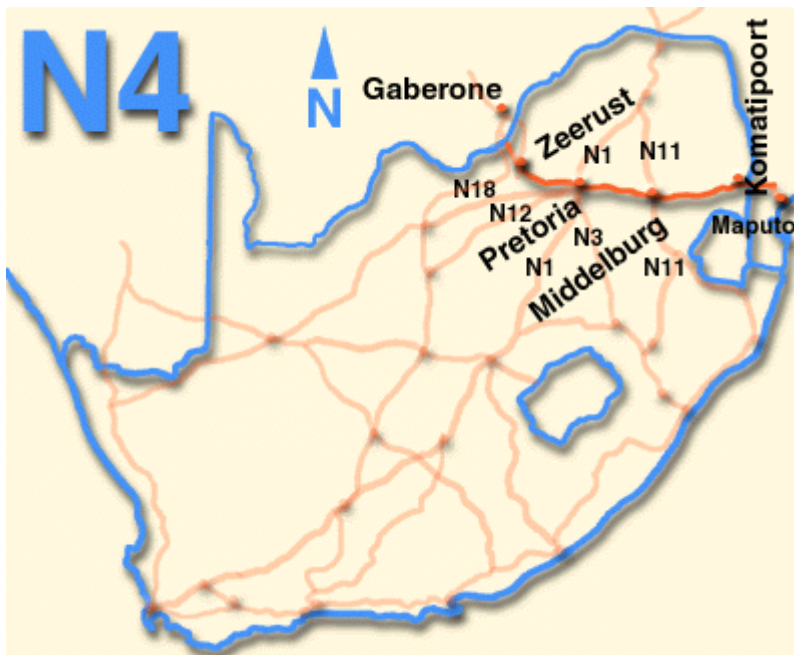 N4
N
Gaberone
Zeerust
Komatipoort
N1
N11
N18
N12
Pretoria
N3
Maputo
N1
Middelburg
N11